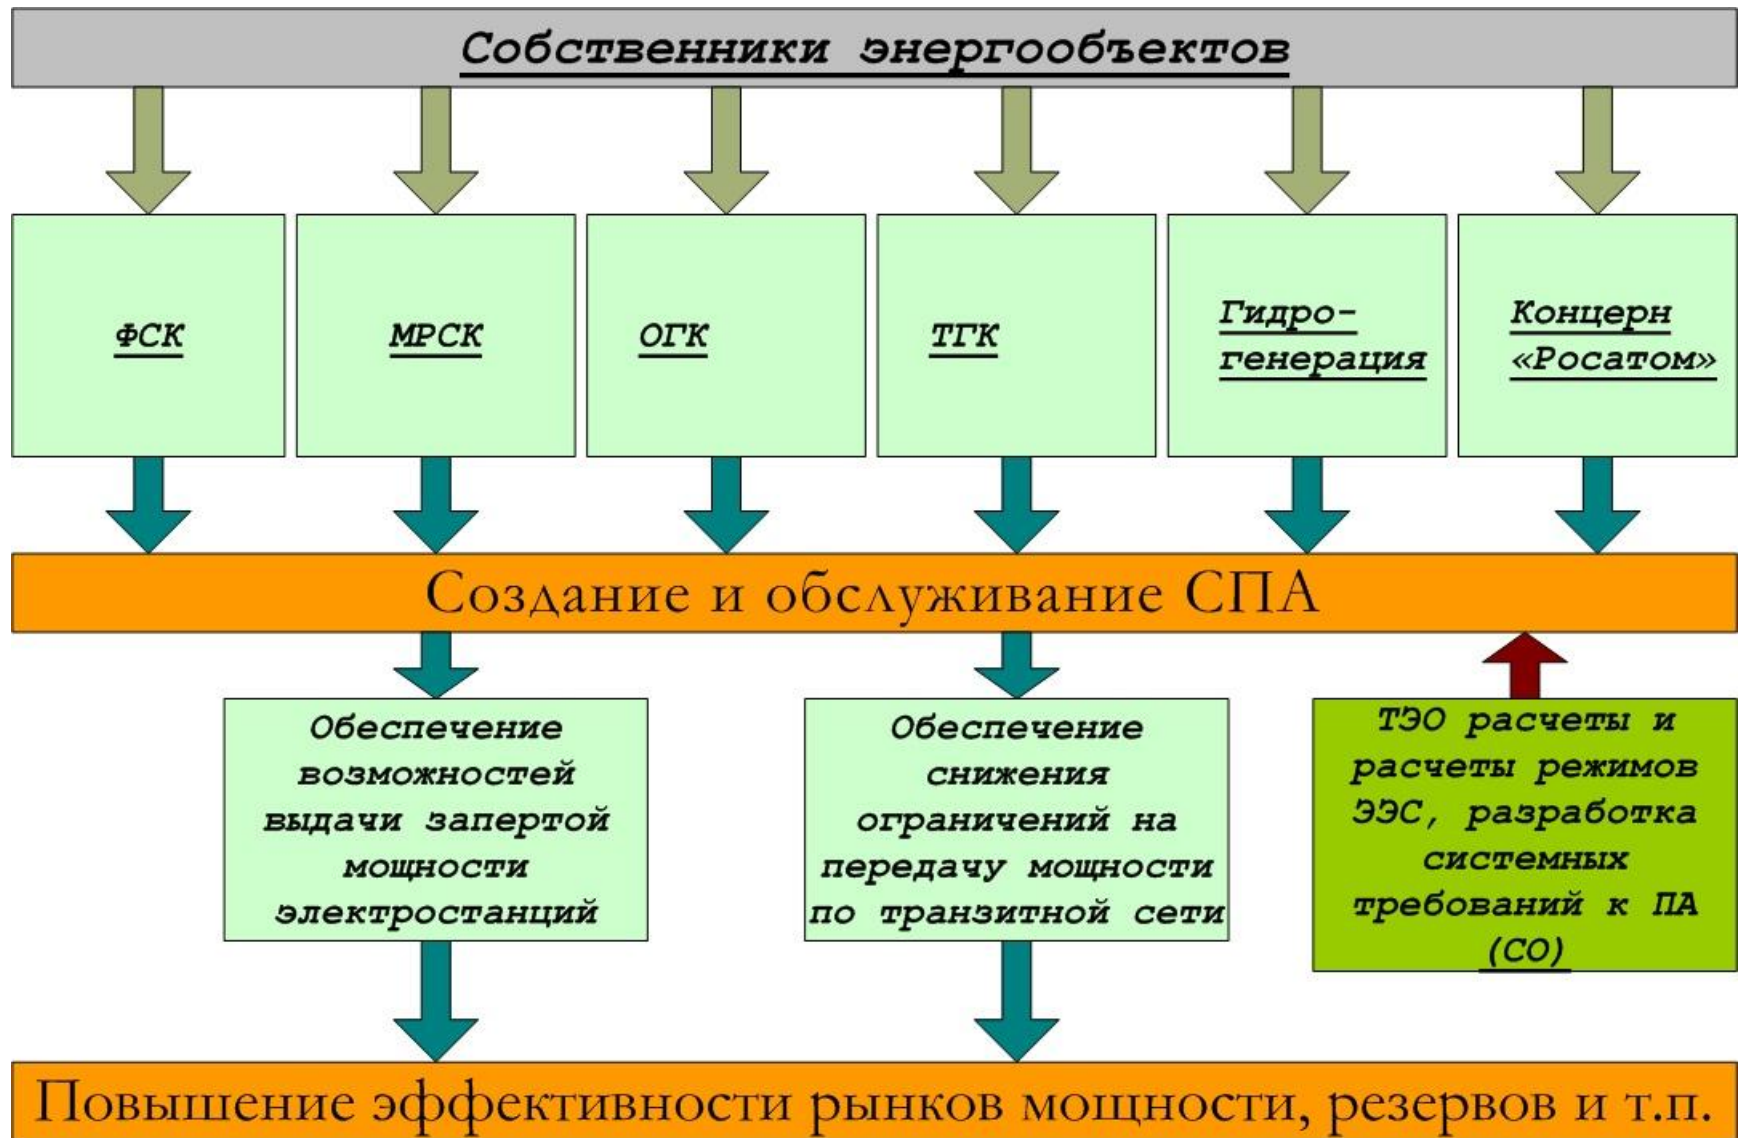 Собственники энергообъектов
ФСК
МРСК
ОГК
ТГК
Гидро-
генерация
Концерн
«Росатом»
Создание и обслуживание СПА
Обеспечение
возможностей
выдачи запертой
мощности
электростанций
Обеспечение
снижения
ограничений на
передачу мощности
по транзитной сети
ТЭО расчеты и
расчеты режимов
ЭЭС, разработка
системных
требований к ПА
(СО)
Повышение эффективности рынков мощности, резервов и т.п.